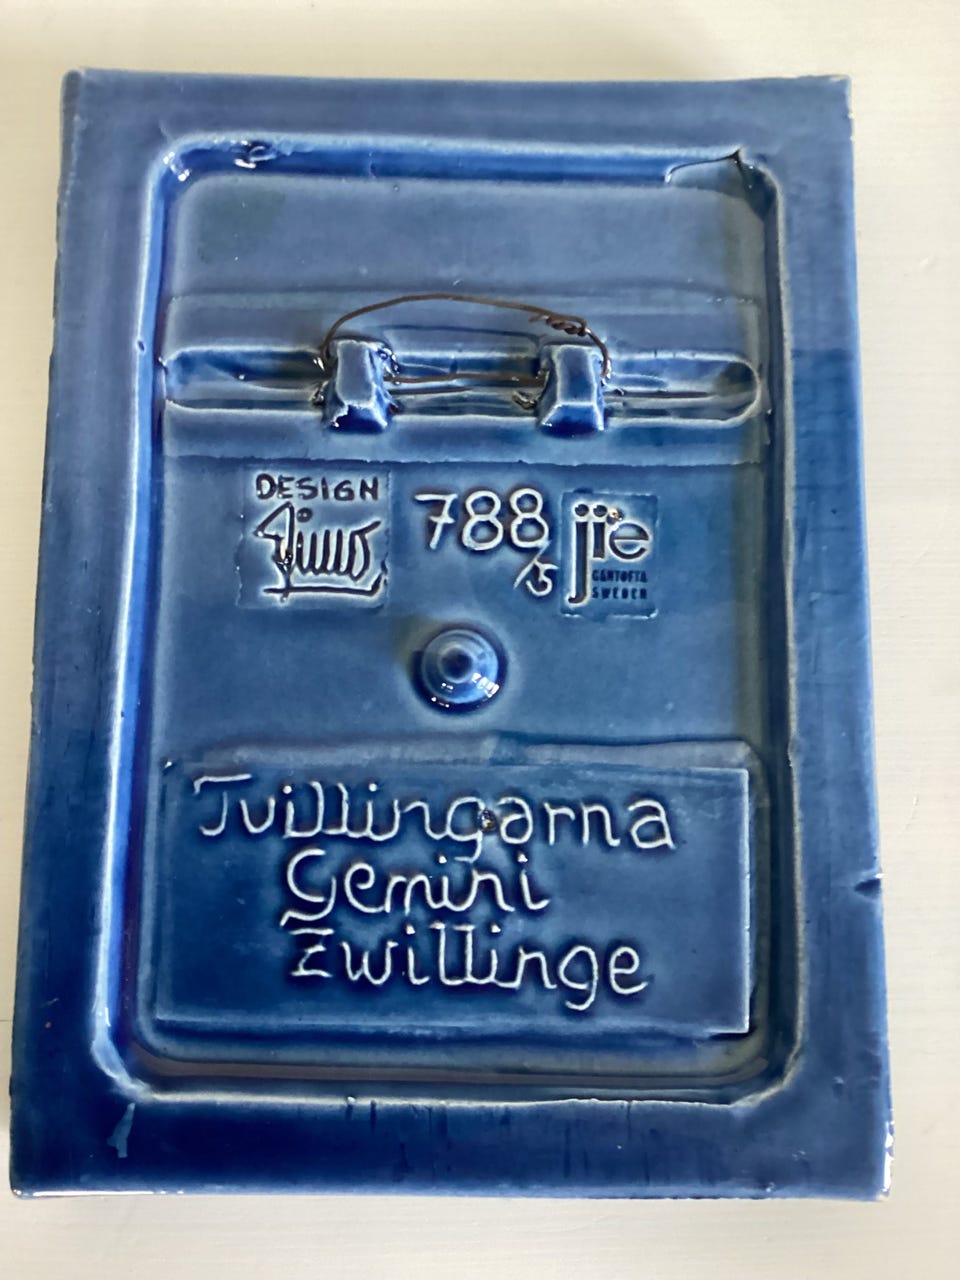 DESIGN
788/5
jie
GANTOFTA
SWEDEN
Tvillingarna
Gemini
Zwillinge